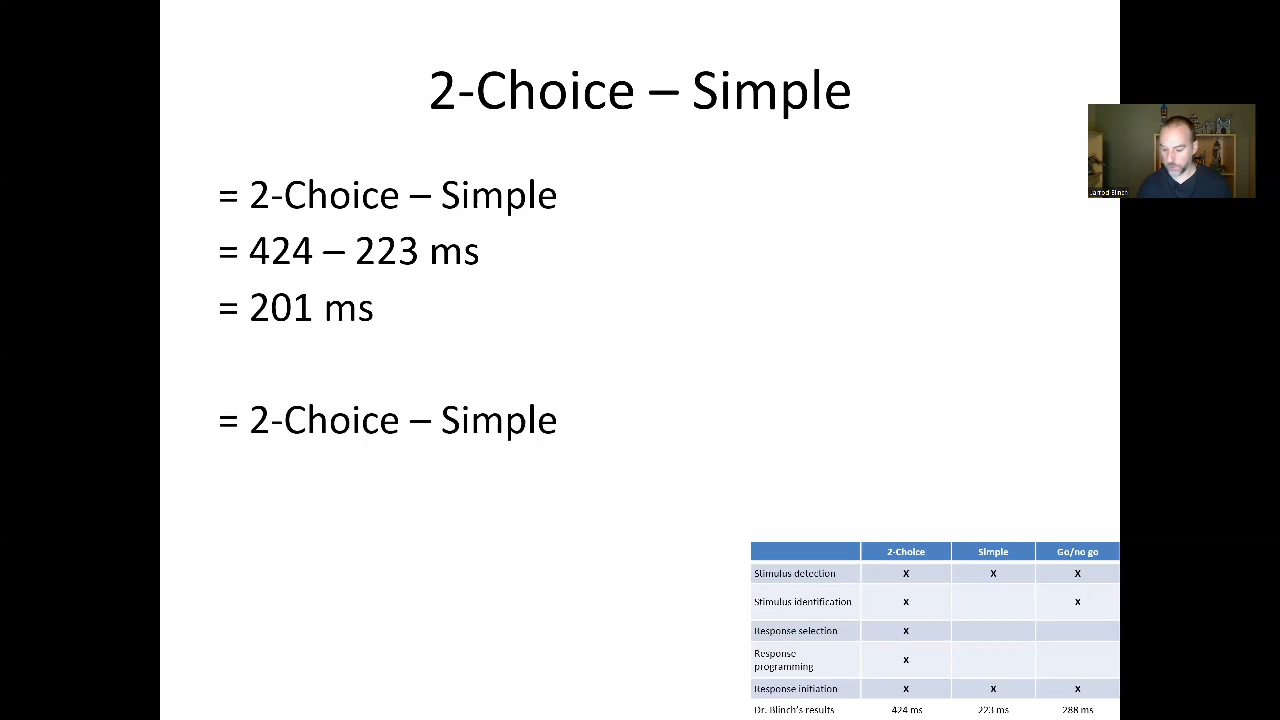 2-Choice – Simple
= 2-Choice – Simple
= 424 – 223 ms
= 201 ms
= 2-Choice – Simple
Jarrod Blinch
2-Choice Simple Go/no go
Stimulus detection X X X
Stimulus identification X X
Response selection X
Response
programming X
Response initiation X X X
Dr. Blinch's results 424 ms 223 ms 288 ms